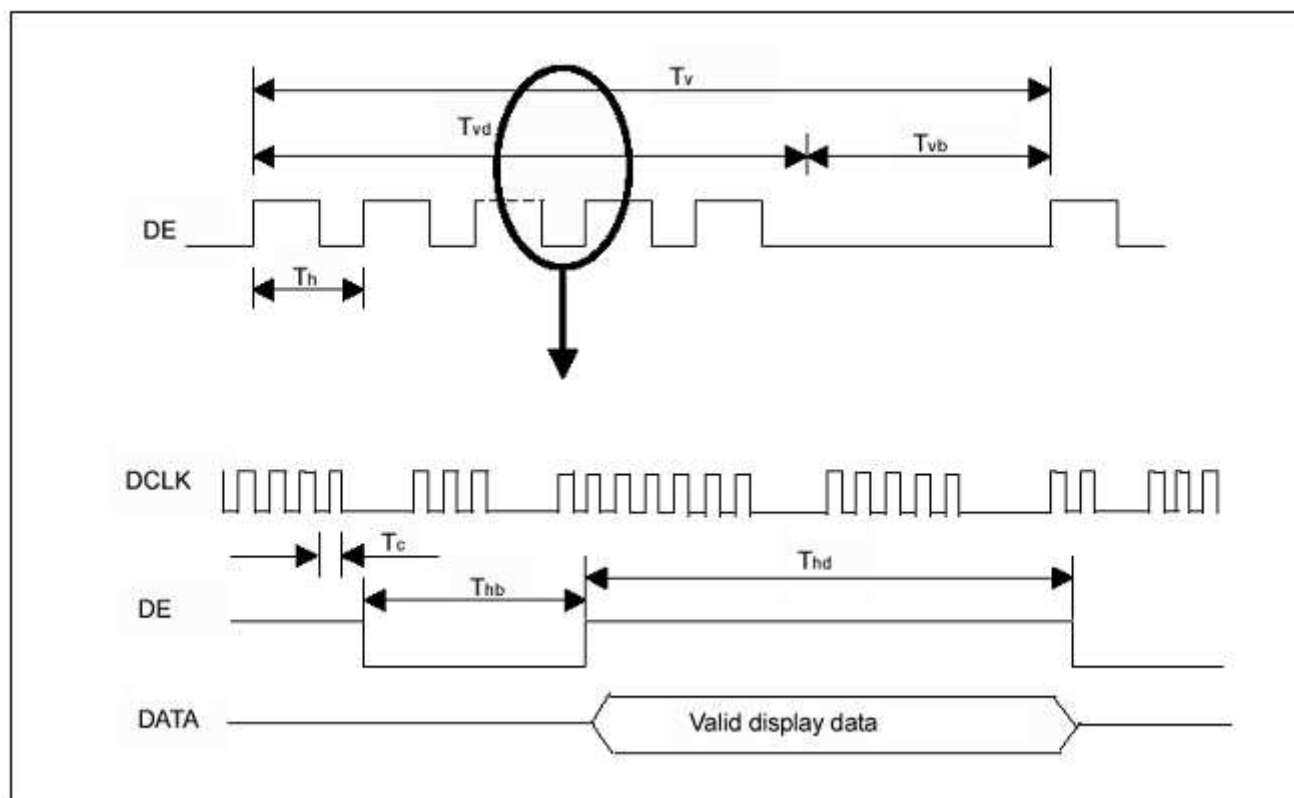 Tv
Tvd
Tvb
DE
Th
DCLK
Tc
Thd
Thb
DE
DATA
Valid display data